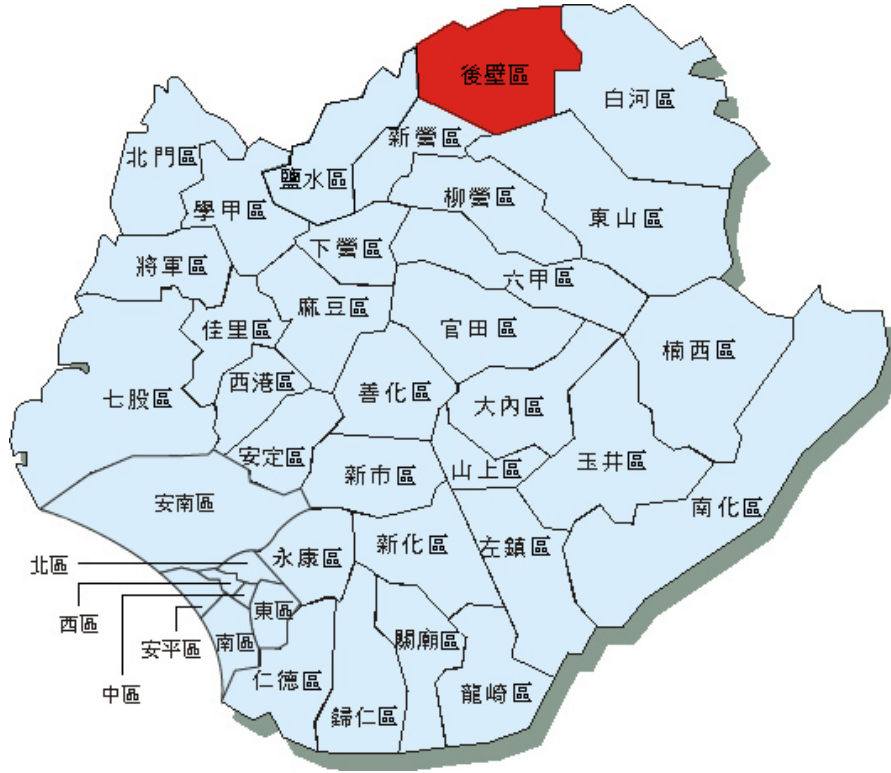 後壁區
白河區
新營區
北門區
鹽水區
柳營區
學甲區
東山區
下營區
將軍區
六甲區
麻豆區
佳里區
官田區
楠西區
西港區
善化區
七股區
大內區
安定區
新市區
山上區
玉井區
安南區
南化區
永康區
新化區
左鎮區
北區
東區
西區
安平區
南區
關廟區
中區
仁德區
龍崎區
歸仁區